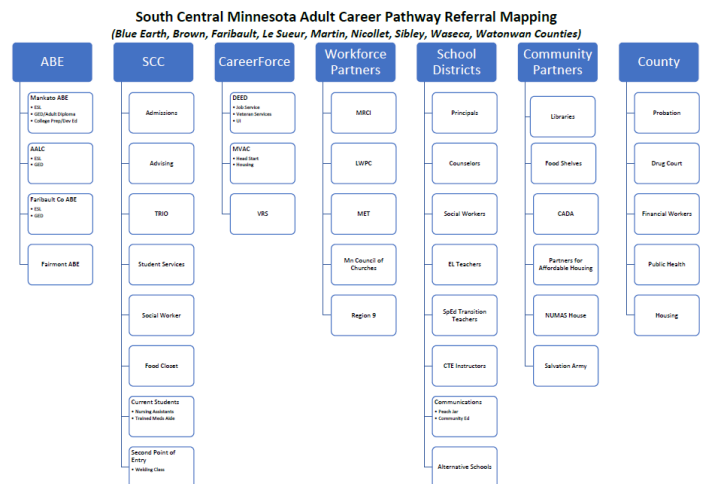 South Central Minnesota Adult Career Pathway Referral Mapping
(Blue Earth, Brown, Faribault, Le Sueur, Martin, Nicollet, Sibley, Waseca, Watonwan Counties)
ABE
Mankato ABE
• ESL
• GED/Adult Diploma
• College Prep/Dev Ed
AALC
• ESL
• GED
Faribault Co ABE
• ESL
• GED
Fairmont ABE
SCC
Admissions
Advising
TRIO
Student Services
Social Worker
Food Closet
Current Students
• Nursing Assistants
• Trained Meds Aide
Second Point of
Entry
• Welding Class
CareerForce
DEED
• Job Service
• Veteran Services
• UI
MVAC
• Head Start
• Housing
VRS
Workforce
Partners
MRCI
LWPC
MET
Mn Council of
Churches
Region 9
School
Districts
Principals
Counselors
Social Workers
EL Teachers
SpEd Transition
Teachers
CTE Instructors
Communications
• Peach Jar
• Community Ed
Alternative Schools
Community
Partners
Libraries
Food Shelves
CADA
Partners for
Affordable Housing
NUMAS House
Salvation Army
County
Probation
Drug Court
Financial Workers
Public Health
Housing